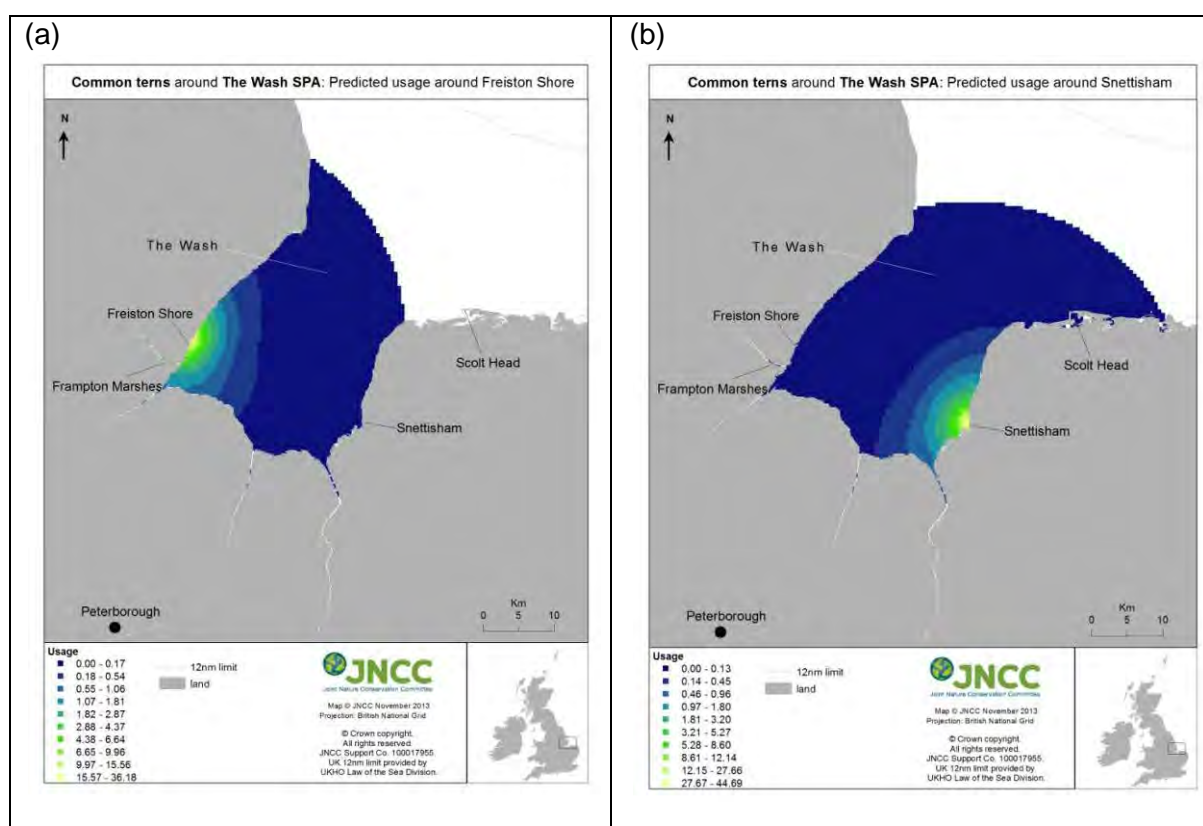 (a)
Common terns around The Wash SPA: Predicted usage around Freiston Shore
N
The Wash
Freiston Shore
Frampton Marshes
Scolt Head
Snettisham
Peterborough
Km
0 5 10
Usage
0.00 - 0.17
0.18 - 0.54
0.55 - 1.06
1.07 - 1.81
1.82 - 2.87
2.88 - 4.37
4.38 - 6.64
6.65 - 9.96
9.97 - 15.56
15.57 - 36.18
12nm limit
land
JNCC
Joint Nature Conservation Committee
Map © JNCC November 2013
Projection: British National Grid
© Crown copyright.
All rights reserved.
JNCC Support Co. 100017955.
UK 12nm limit provided by
UKHO Law of the Sea Division.
(b)
Common terns around The Wash SPA: Predicted usage around Snettisham
N
The Wash
Freiston Shore
Frampton Marshes
Scolt Head
Snettisham
Peterborough
Km
0 5 10
Usage
0.00 - 0.13
0.14 - 0.45
0.46 - 0.96
0.97 - 1.80
1.81 - 3.20
3.21 - 5.27
5.28 - 8.60
8.61 - 12.14
12.15 - 27.66
27.67 - 44.69
12nm limit
land
JNCC
Joint Nature Conservation Committee
Map © JNCC November 2013
Projection: British National Grid
© Crown copyright.
All rights reserved.
JNCC Support Co. 100017955.
UK 12nm limit provided by
UKHO Law of the Sea Division.